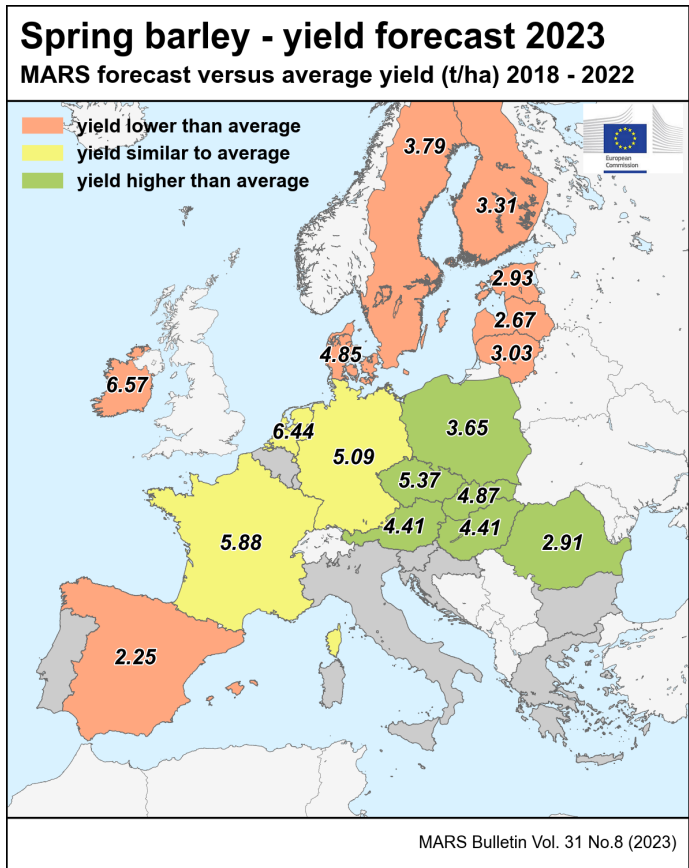 Spring barley - yield forecast 2023
MARS forecast versus average yield (t/ha) 2018 - 2022
yield lower than average
yield similar to average
yield higher than average
European
Commission
3.79
3.31
2.93
2.67
3.03
4.85
6.57
6.44
5.09
3.65
5.37
4.87
4.41
4.41
2.91
5.88
2.25
MARS Bulletin Vol. 31 No.8 (2023)